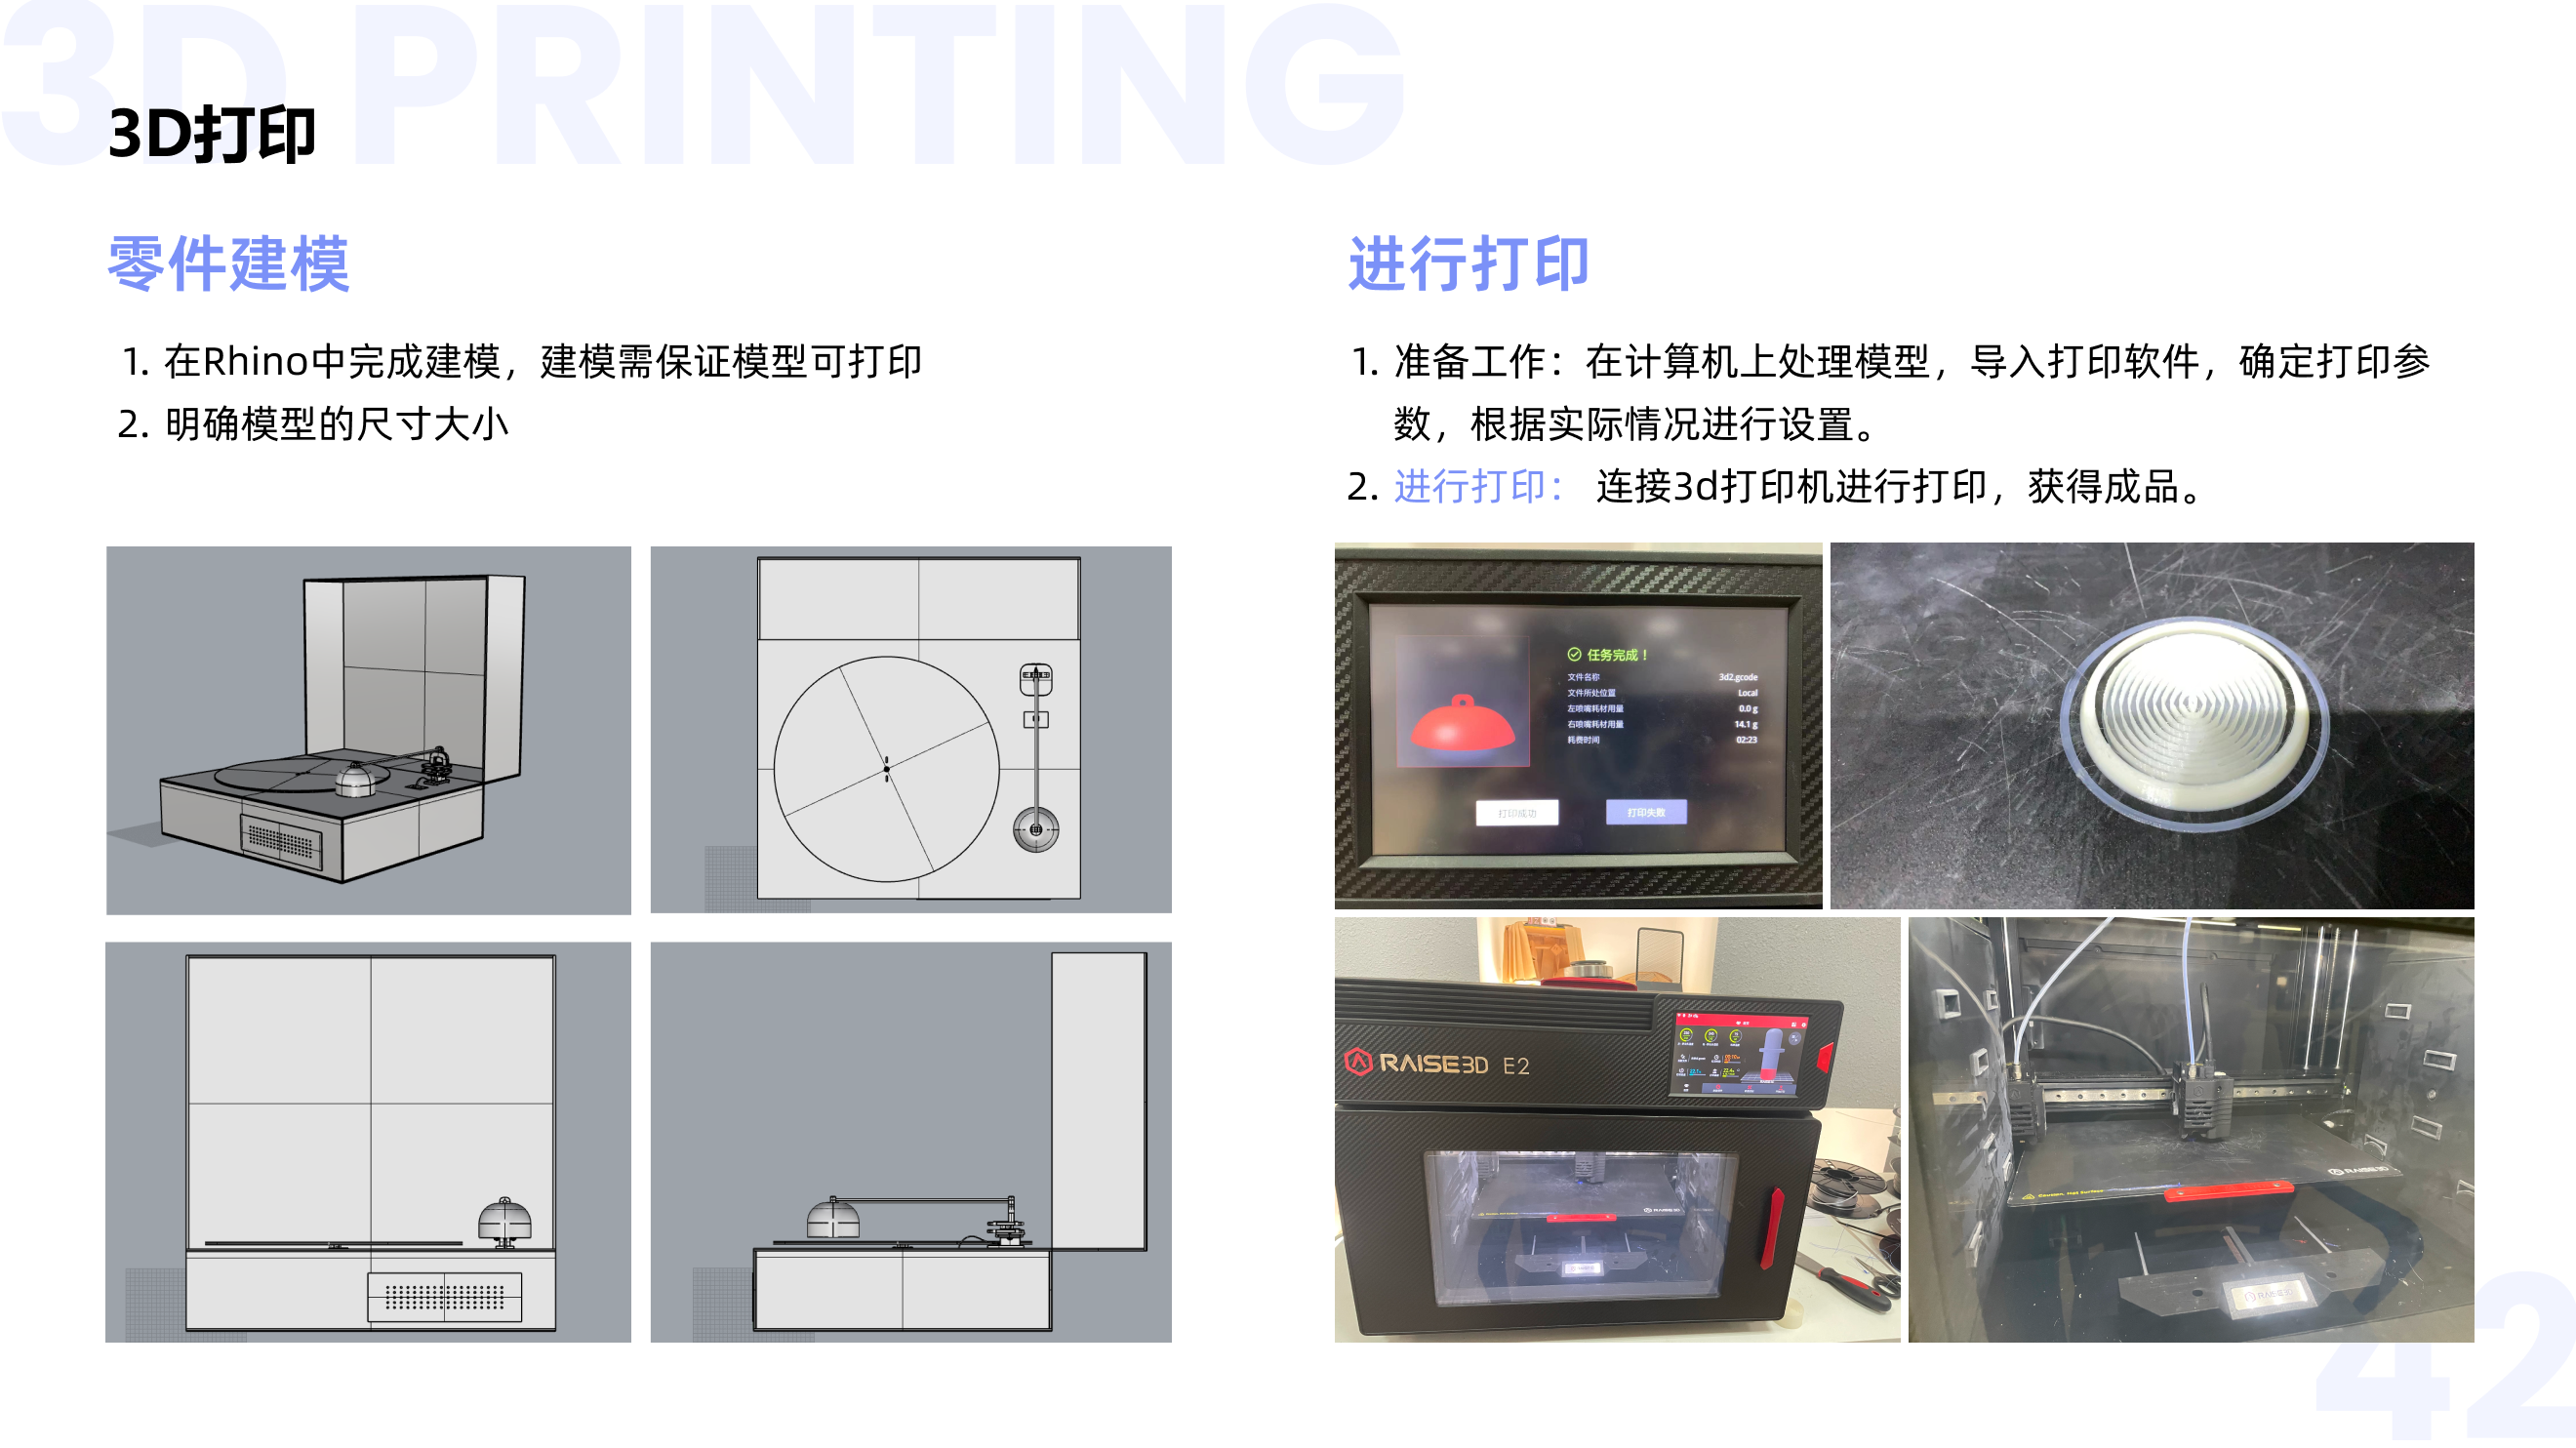 3D PRINTING
3D打印
零件建模
1. 在Rhino中完成建模，建模需保证模型可打印
2. 明确模型的尺寸大小
进行打印
1. 准备工作：在计算机上处理模型，导入打印软件，确定打印参
数，根据实际情况进行设置。
2. 进行打印： 连接3d打印机进行打印，获得成品。
任务完成！
文件名称 3d2.gcode
文件所处位置 Local
左喷嘴耗材用量 0.0 g
右喷嘴耗材用量 14.1 g
耗费时间 02:23
打印成功 打印失败
RAISE3D E2
RAISE3D
RAISE3D
42